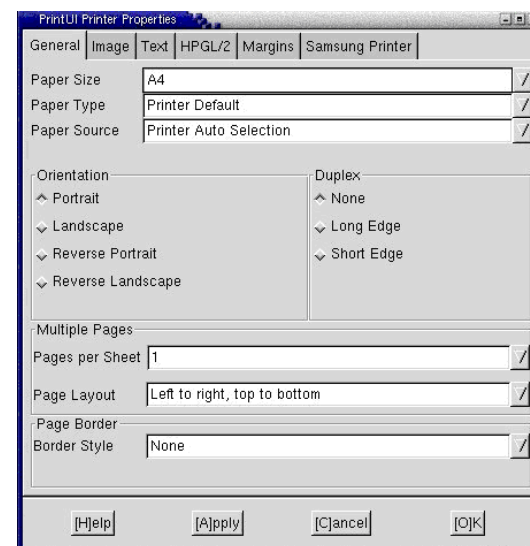 PrintUI Printer Properties
General Image Text HPGL/2 Margins Samsung Printer
Paper Size A4
Paper Type Printer Default
Paper Source Printer Auto Selection
Orientation
Portrait
Landscape
Reverse Portrait
Reverse Landscape
Duplex
None
Long Edge
Short Edge
Multiple Pages
Pages per Sheet 1
Page Layout Left to right, top to bottom
Page Border
Border Style None
[H]elp [A]pply [C]ancel [O]K